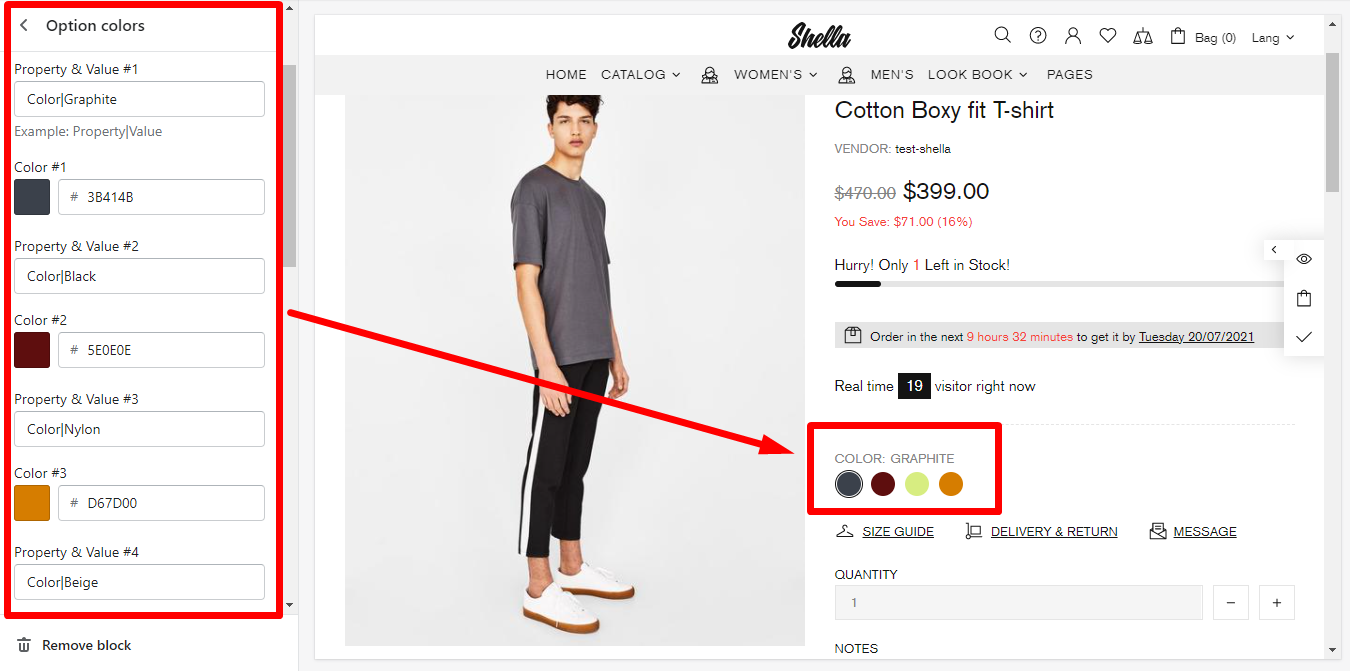 Option colors
Property & Value #1
Color|Graphite
Example: Property|Value
Color #1
# 3B414B
Property & Value #2
Color|Black
Color #2
# 5E0E0E
Property & Value #3
Color|Nylon
Color #3
# D67D00
Property & Value #4
Color|Beige
Remove block
Shella
Bag (0)
Lang
HOME CATALOG WOMEN'S MEN'S LOOK BOOK PAGES
Cotton Boxy fit T-shirt
VENDOR: test-shella
$470.00 $399.00
You Save: $71.00 (16%)
Hurry! Only 1 Left in Stock!
Order in the next 9 hours 32 minutes to get it by Tuesday 20/07/2021
Real time 19 visitor right now
COLOR: GRAPHITE
SIZE GUIDE DELIVERY & RETURN MESSAGE
QUANTITY
1
− +
NOTES